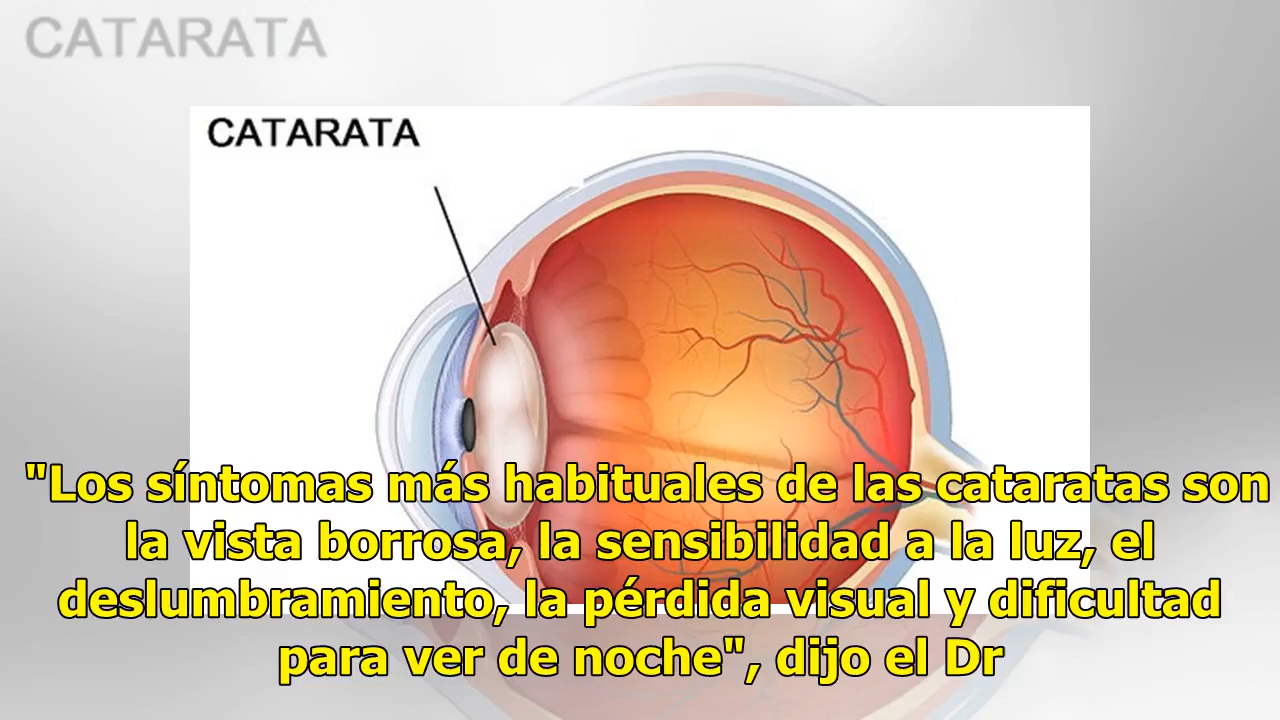 CATARATA
CATARATA
"Los síntomas más habituales de las cataratas son
la vista borrosa, la sensibilidad a la luz, el
deslumbramiento, la pérdida visual y dificultad
para ver de noche", dijo el Dr